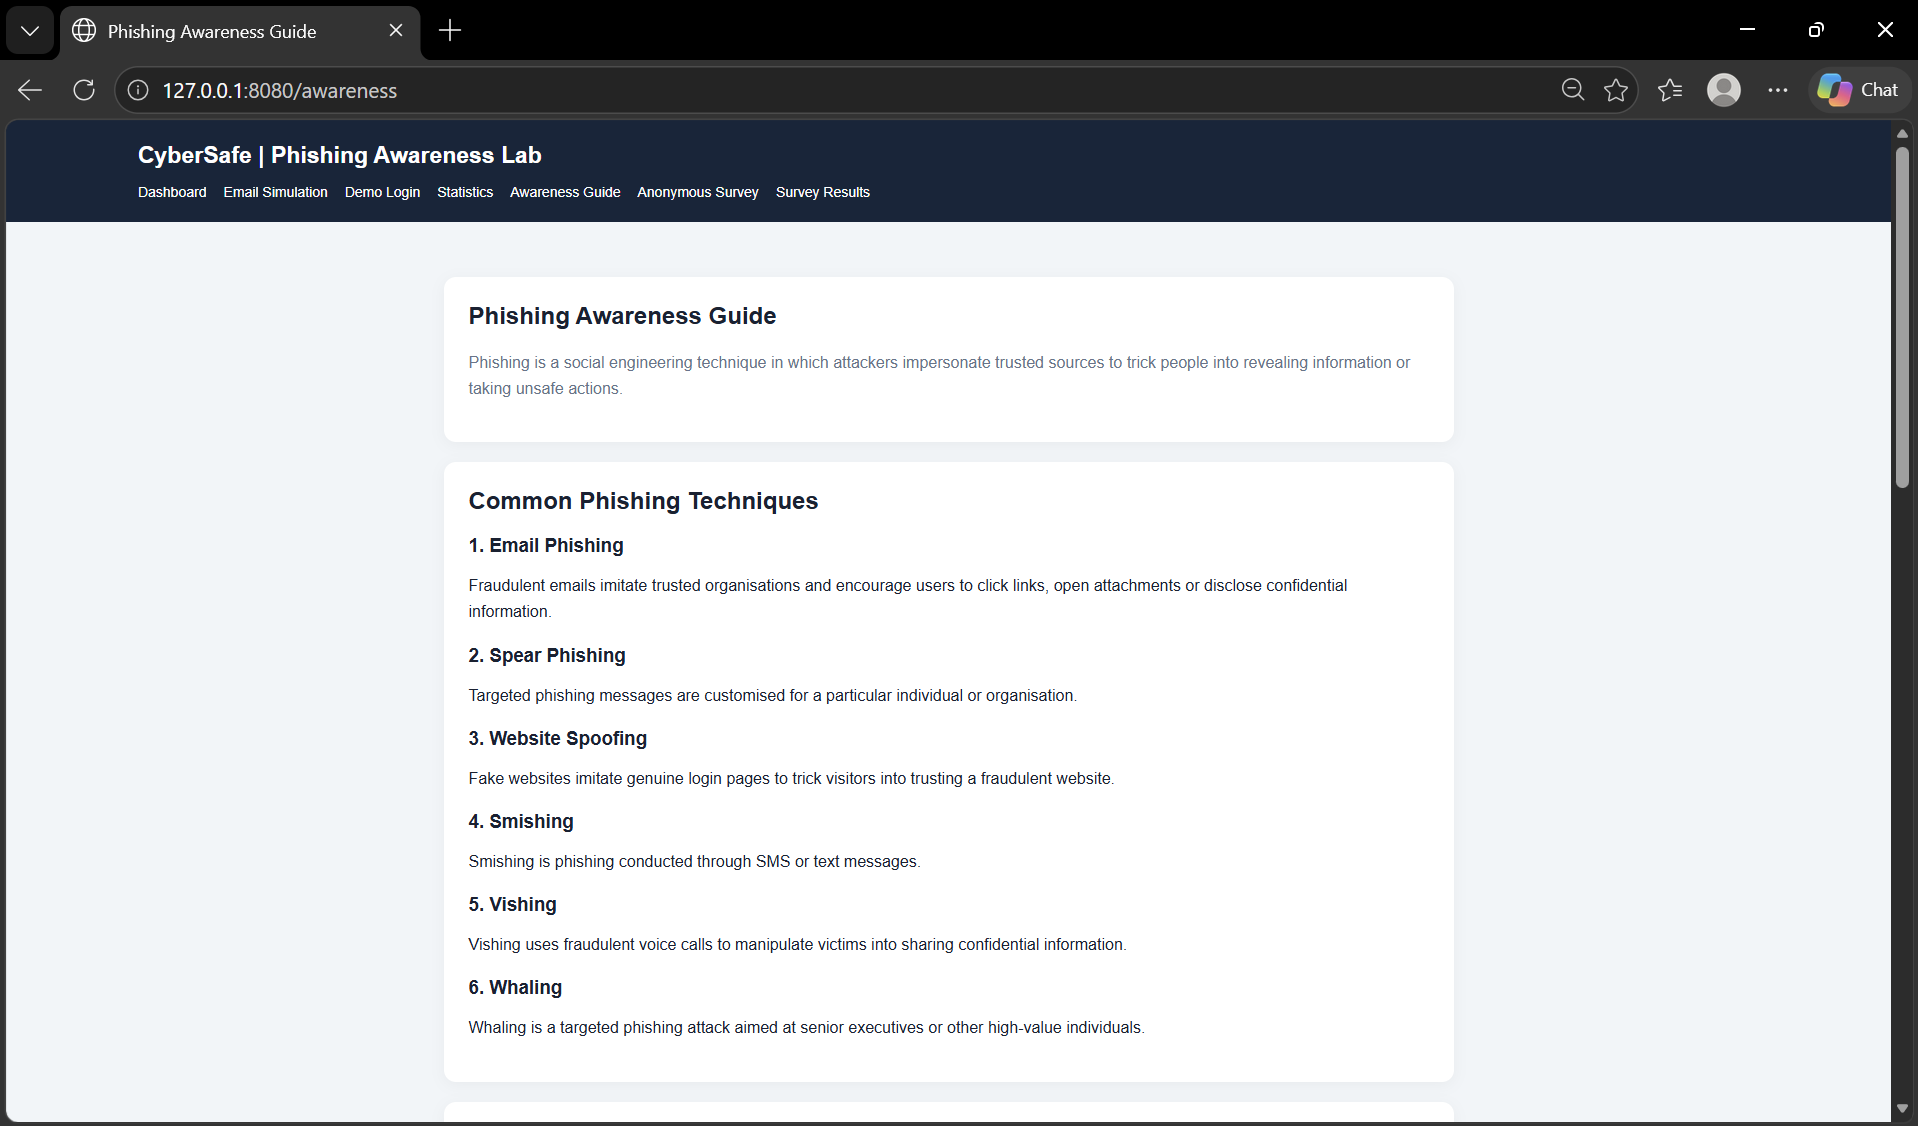 Phishing Awareness Guide
127.0.0.1:8080/awareness
Chat
CyberSafe | Phishing Awareness Lab
Dashboard Email Simulation Demo Login Statistics Awareness Guide Anonymous Survey Survey Results
Phishing Awareness Guide
Phishing is a social engineering technique in which attackers impersonate trusted sources to trick people into revealing information or
taking unsafe actions.
Common Phishing Techniques
1. Email Phishing
Fraudulent emails imitate trusted organisations and encourage users to click links, open attachments or disclose confidential
information.
2. Spear Phishing
Targeted phishing messages are customised for a particular individual or organisation.
3. Website Spoofing
Fake websites imitate genuine login pages to trick visitors into trusting a fraudulent website.
4. Smishing
Smishing is phishing conducted through SMS or text messages.
5. Vishing
Vishing uses fraudulent voice calls to manipulate victims into sharing confidential information.
6. Whaling
Whaling is a targeted phishing attack aimed at senior executives or other high-value individuals.